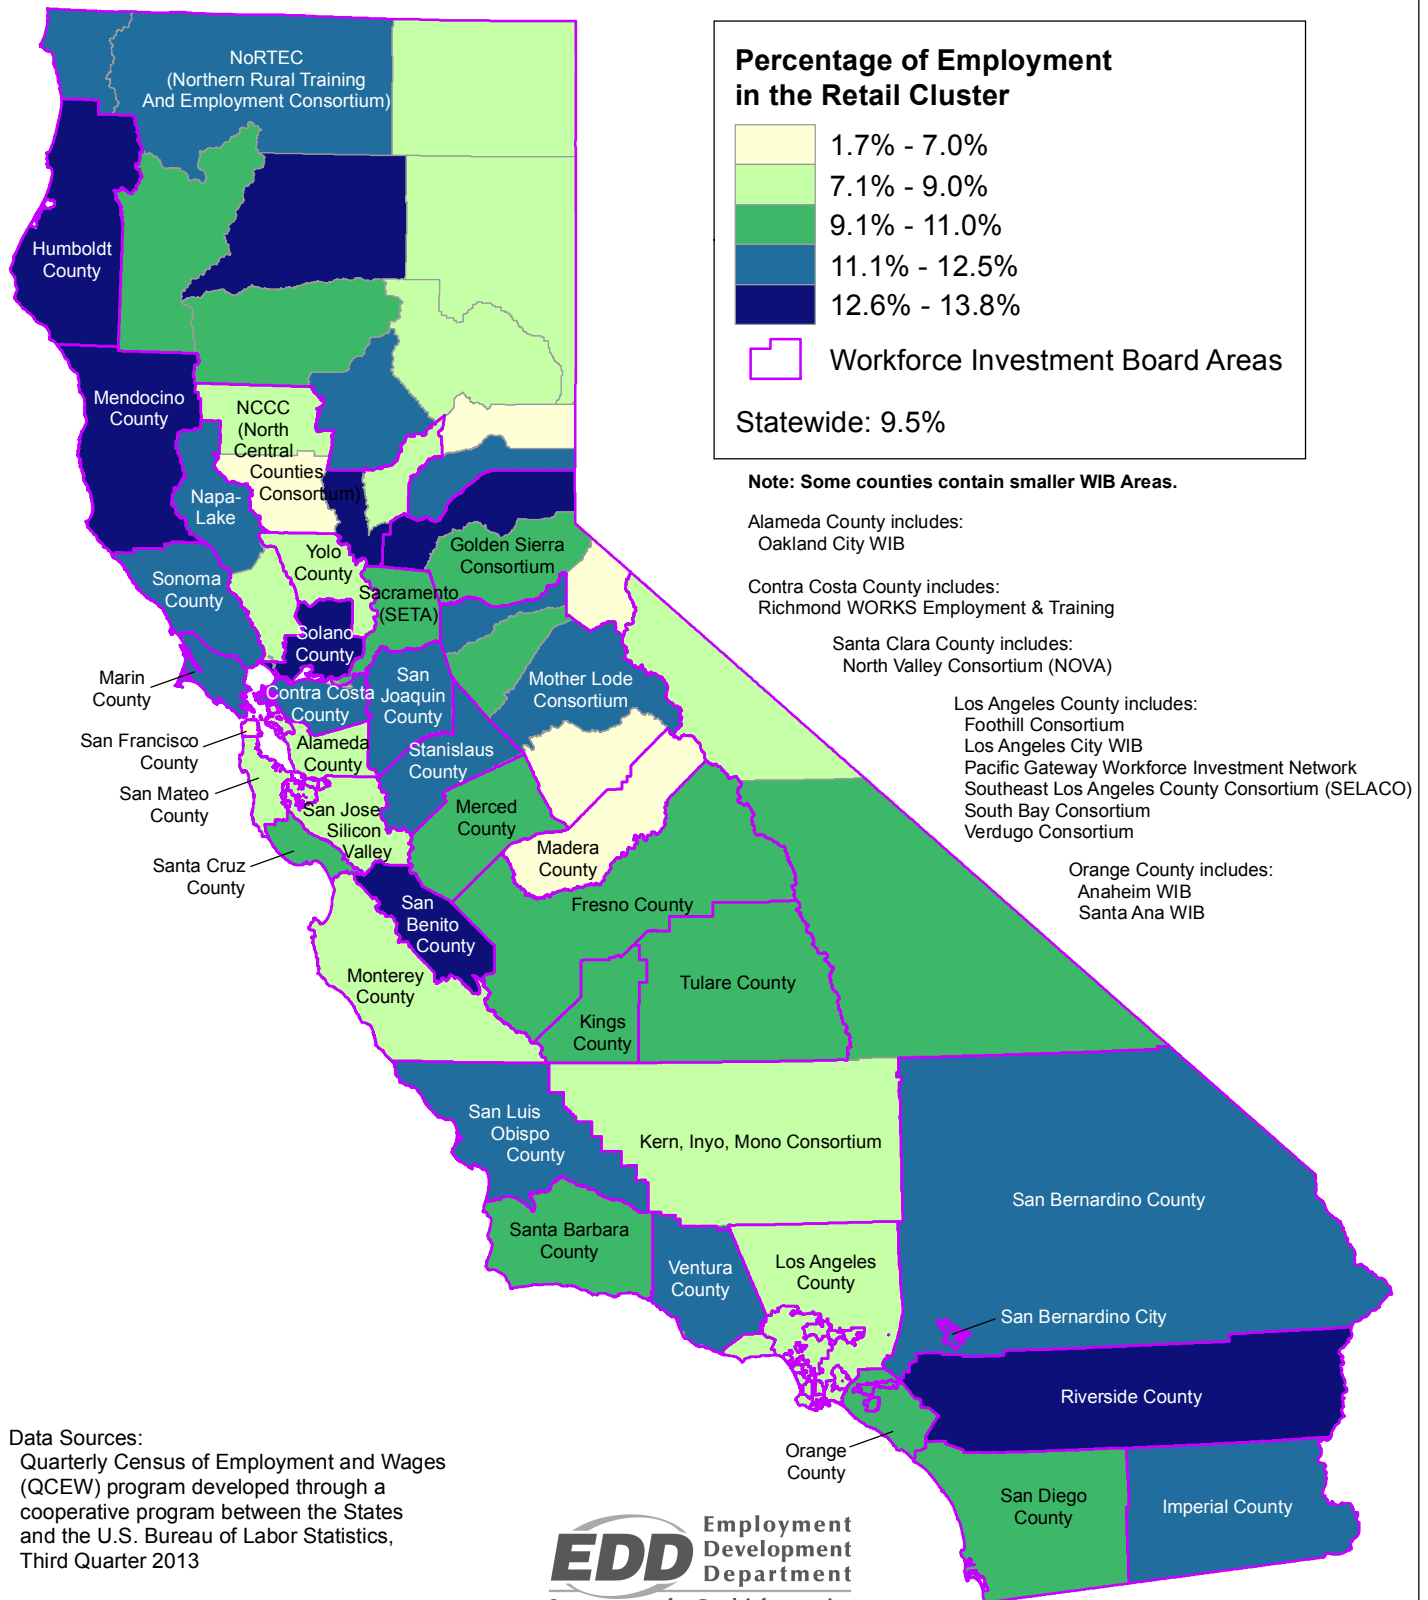 Percentage of Employment
in the Retail Cluster
1.7% - 7.0%
7.1% - 9.0%
9.1% - 11.0%
11.1% - 12.5%
12.6% - 13.8%
Workforce Investment Board Areas
Statewide: 9.5%
Note: Some counties contain smaller WIB Areas.
Alameda County includes:
Oakland City WIB
Contra Costa County includes:
Richmond WORKS Employment & Training
Santa Clara County includes:
North Valley Consortium (NOVA)
Los Angeles County includes:
Foothill Consortium
Los Angeles City WIB
Pacific Gateway Workforce Investment Network
Southeast Los Angeles County Consortium (SELACO)
South Bay Consortium
Verdugo Consortium
Orange County includes:
Anaheim WIB
Santa Ana WIB
NoRTEC
(Northern Rural Training
And Employment Consortium)
Humboldt
County
Mendocino
County
NCCC
(North
Central
Counties
Consortium)
Napa-
Lake
Yolo
County
Golden Sierra
Consortium
Sonoma
County
Sacramento
(SETA)
Solano
County
Marin
County
Contra Costa
County
San
Joaquin
County
Mother Lode
Consortium
San Francisco
County
Alameda
County
Stanislaus
County
San Mateo
County
San Jose
Silicon
Valley
Merced
County
Madera
County
Santa Cruz
County
San
Benito
County
Fresno County
Monterey
County
Tulare County
Kings
County
San Luis
Obispo
County
Kern, Inyo, Mono Consortium
San Bernardino County
Santa Barbara
County
Ventura
County
Los Angeles
County
San Bernardino City
Riverside County
Orange
County
San Diego
County
Imperial County
Data Sources:
Quarterly Census of Employment and Wages
(QCEW) program developed through a
cooperative program between the States
and the U.S. Bureau of Labor Statistics,
Third Quarter 2013
EDD
Employment
Development
Department